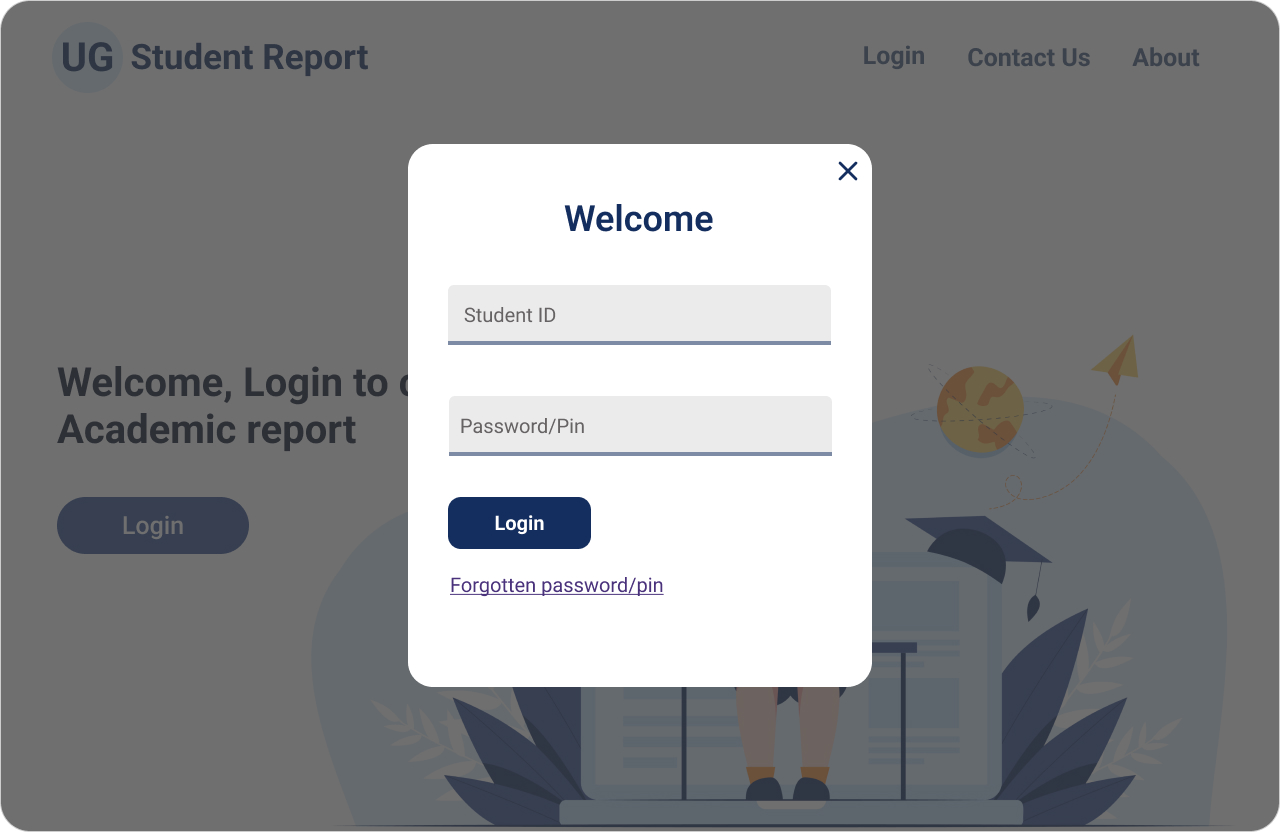 UG Student Report
Login
Contact Us
About
Welcome
Student ID
Password/Pin
Login
Forgotten password/pin
Welcome, Login to
Academic report
Login